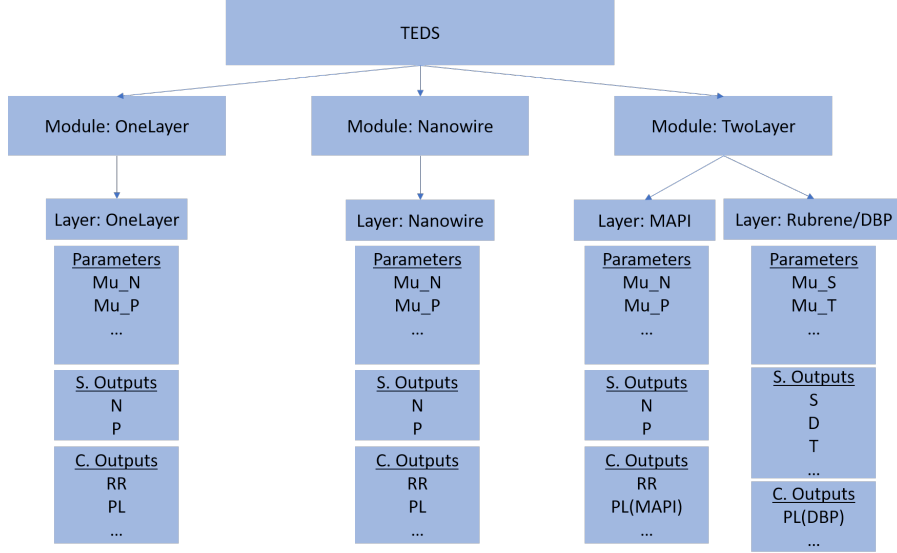 TEDS
Module: OneLayer
Module: Nanowire
Module: TwoLayer
Layer: OneLayer
Layer: Nanowire
Layer: MAPI
Layer: Rubrene/DBP
Parameters
Mu_N
Mu_P
...
S. Outputs
N
P
C. Outputs
RR
PL
...
Parameters
Mu_N
Mu_P
...
S. Outputs
N
P
C. Outputs
RR
PL
...
Parameters
Mu_N
Mu_P
...
S. Outputs
N
P
C. Outputs
RR
PL(MAPI)
...
Parameters
Mu_S
Mu_T
...
S. Outputs
S
D
T
...
C. Outputs
PL(DBP)
...